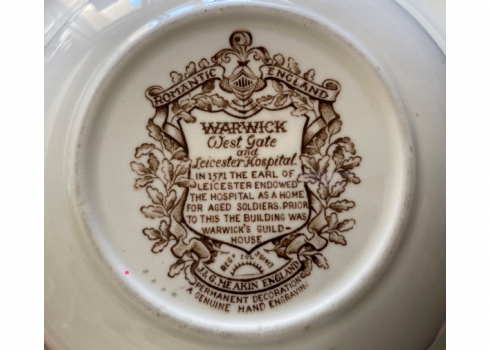 ROMANTIC ENGLAND
WARWICK
West Gate
and
Leicester Hospital.
IN 1571 THE EARL OF
LEICESTER ENDOWED
THE HOSPITAL AS A HOME
FOR AGED SOLDIERS. PRIOR
TO THIS THE BUILDING WAS
WARWICK'S GUILD-
HOUSE
REGD SOL
J.& G. MEAKIN ENGLAND
PERMANENT DECORATION
A GENUINE HAND ENGRAVING